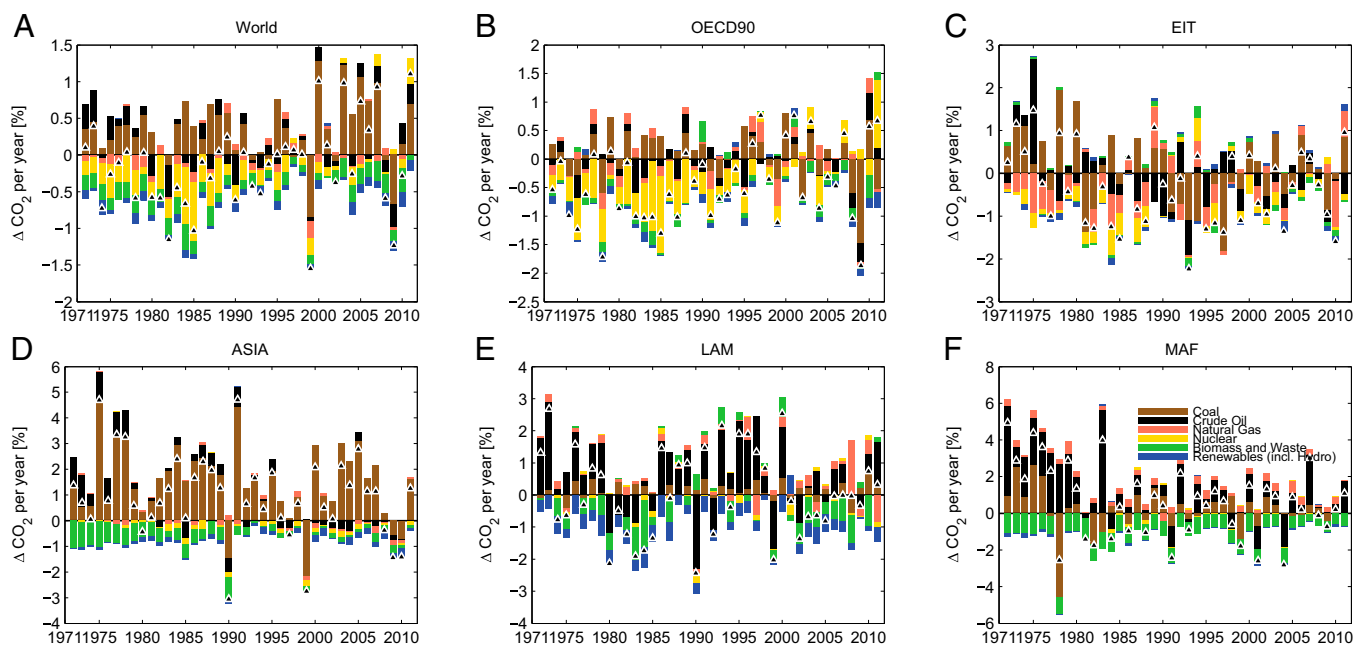 A World
B OECD90
C EIT
Δ CO2 per year [%]
1.5
1
0.5
0
−0.5
−1
−1.5
−2
19711975 1980 1985 1990 1995 2000 2005 2010
Δ CO2 per year [%]
2
1.5
1
0.5
0
−0.5
−1
−1.5
−2
−2.5
19711975 1980 1985 1990 1995 2000 2005 2010
Δ CO2 per year [%]
3
2
1
0
−1
−2
−3
19711975 1980 1985 1990 1995 2000 2005 2010
D ASIA
E LAM
F MAF
Δ CO2 per year [%]
6
5
4
3
2
1
0
−1
−2
−3
−4
19711975 1980 1985 1990 1995 2000 2005 2010
Δ CO2 per year [%]
4
3
2
1
0
−1
−2
−3
−4
19711975 1980 1985 1990 1995 2000 2005 2010
Δ CO2 per year [%]
8
6
4
2
0
−2
−4
−6
19711975 1980 1985 1990 1995 2000 2005 2010
Coal
Crude Oil
Natural Gas
Nuclear
Biomass and Waste
Renewables (incl. Hydro)